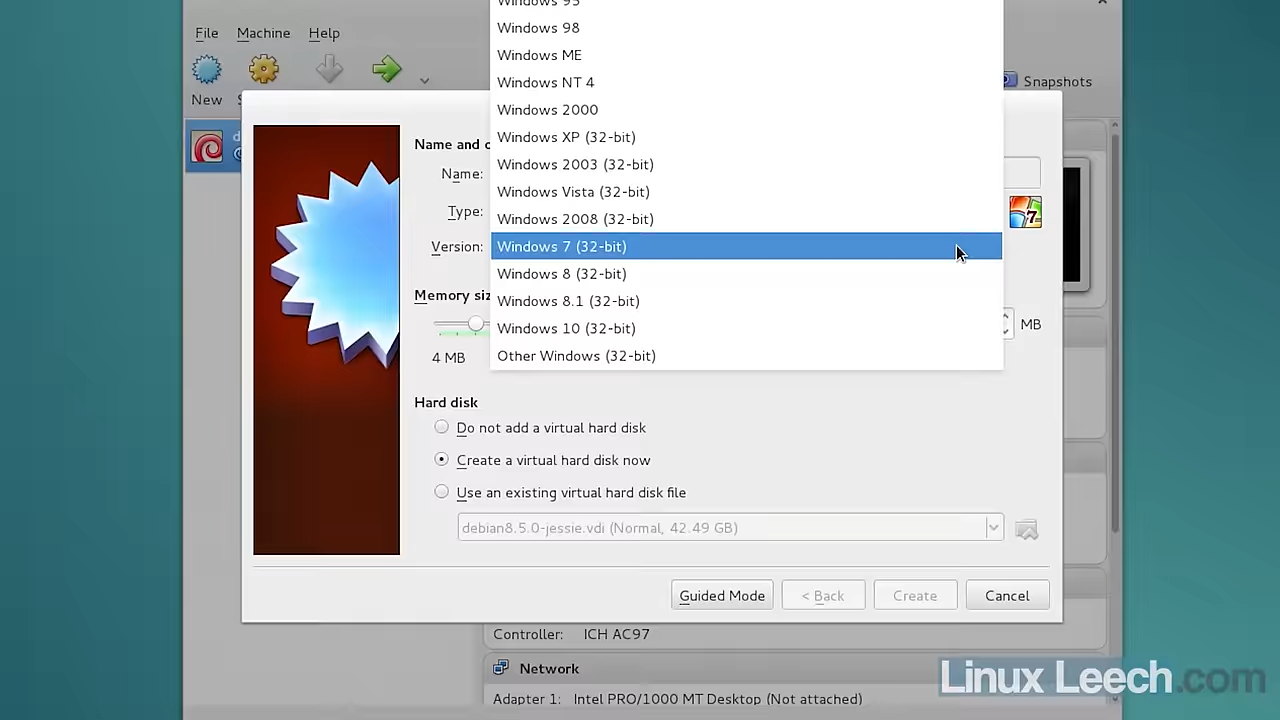 Windows 95
File Machine Help
Windows 98
Windows ME
Snapshots
Windows NT 4
New
Windows 2000
Windows XP (32-bit)
Name and
Windows 2003 (32-bit)
Name:
Windows Vista (32-bit)
Type:
Windows 2008 (32-bit)
7
Version:
Windows 7 (32-bit)
Windows 8 (32-bit)
Memory
Windows 8.1 (32-bit)
Windows 10 (32-bit)
MB
4 MB
Other Windows (32-bit)
Hard disk
Do not add a virtual hard disk
Create a virtual hard disk now
Use an existing virtual hard disk file
debian8.5.0-jessie.vdi (Normal, 42.49 GB)
Guided Mode
< Back
Create
Cancel
Controller: ICH AC97
Network
Adapter 1: Intel PRO/1000 MT Desktop (Not attached)
Linux Leech.com